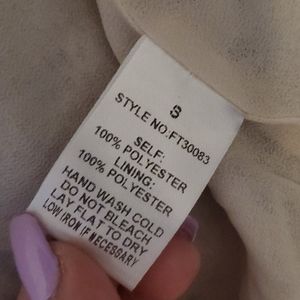 S
STYLE NO:FT30083
SELF:
100% POLYESTER
LINING:
100% POLYESTER
HAND WASH COLD
DO NOT BLEACH
LAY FLAT TO DRY
LOW IRON IF NECESSARY